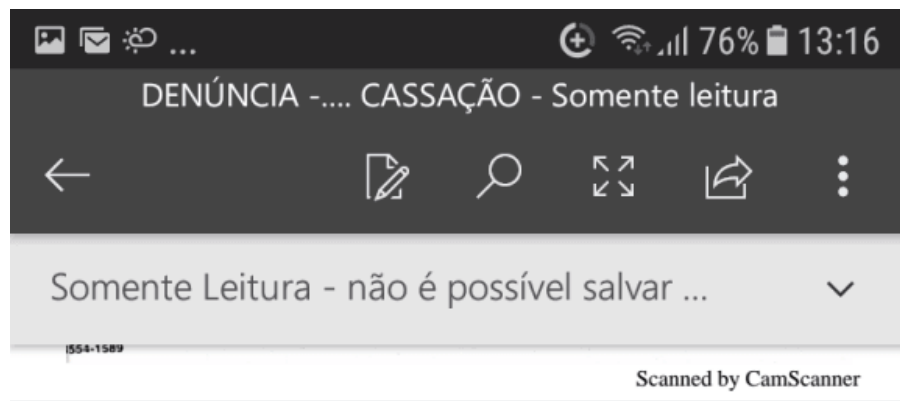 ... 76% 13:16
DENÚNCIA -.... CASSAÇÃO - Somente leitura
Somente Leitura - não é possível salvar ...
554-1589
Scanned by CamScanner